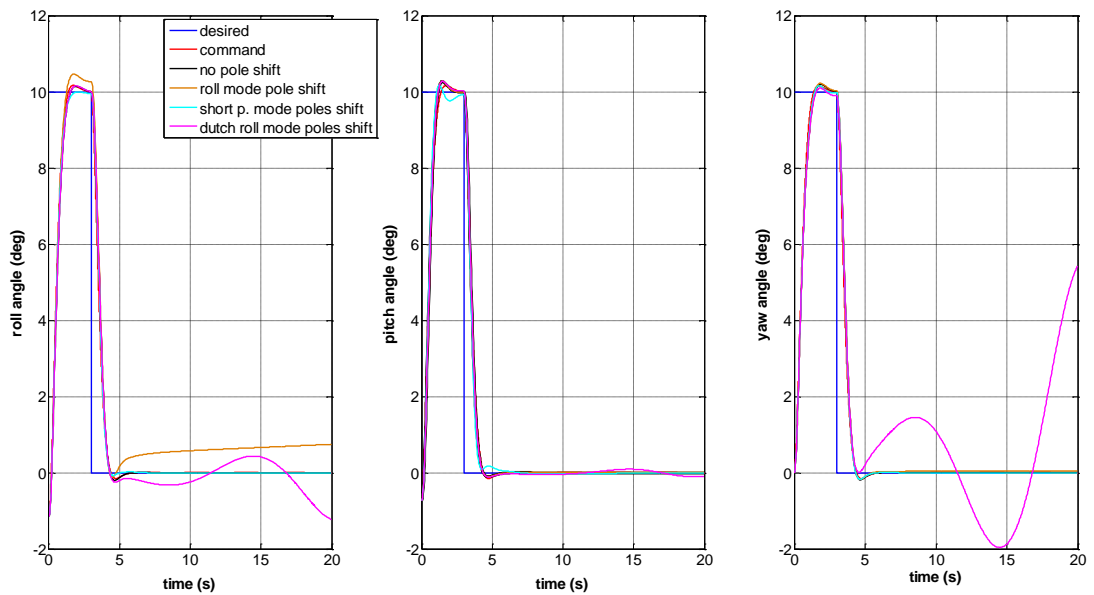 12
10
8
6
4
2
0
-2
0 5 10 15 20
roll angle (deg)
time (s)
desired
command
no pole shift
roll mode pole shift
short p. mode poles shift
dutch roll mode poles shift
12
10
8
6
4
2
0
-2
0 5 10 15 20
pitch angle (deg)
time (s)
12
10
8
6
4
2
0
-2
0 5 10 15 20
yaw angle (deg)
time (s)